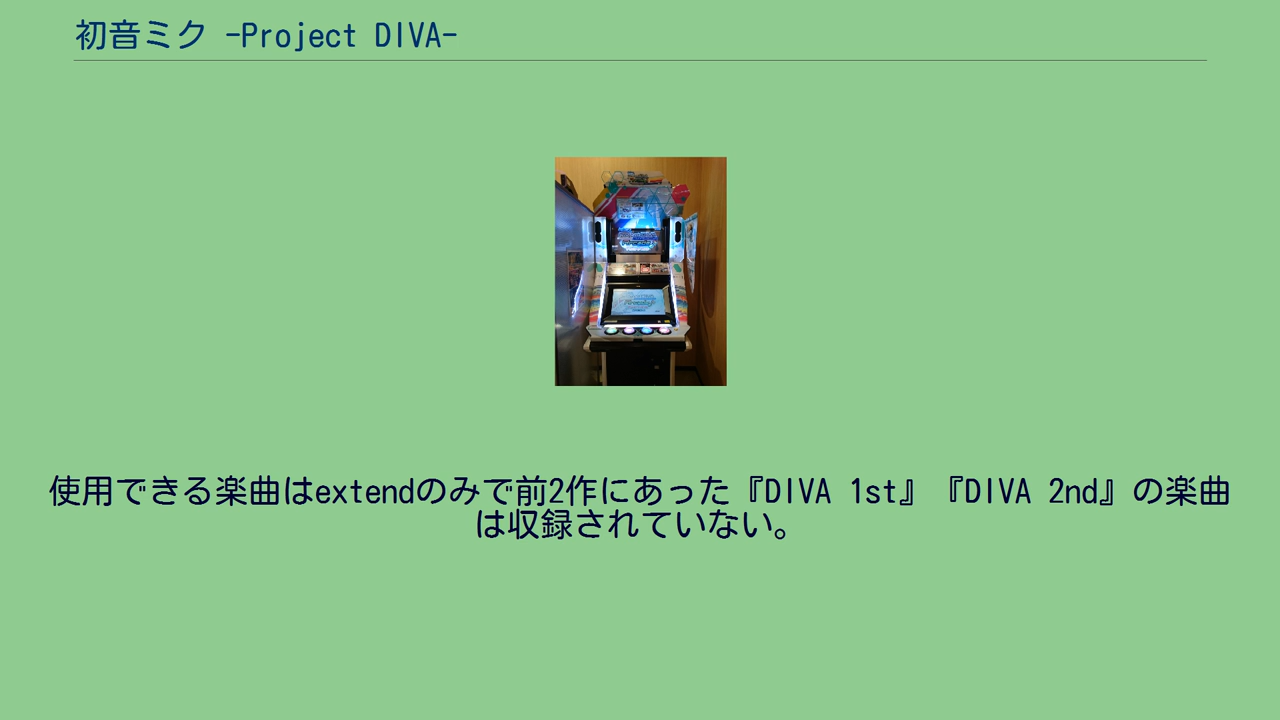 初音ミク -Project DIVA-
使用できる楽曲はextendのみで前2作にあった『DIVA 1st』『DIVA 2nd』の楽曲
は収録されていない。